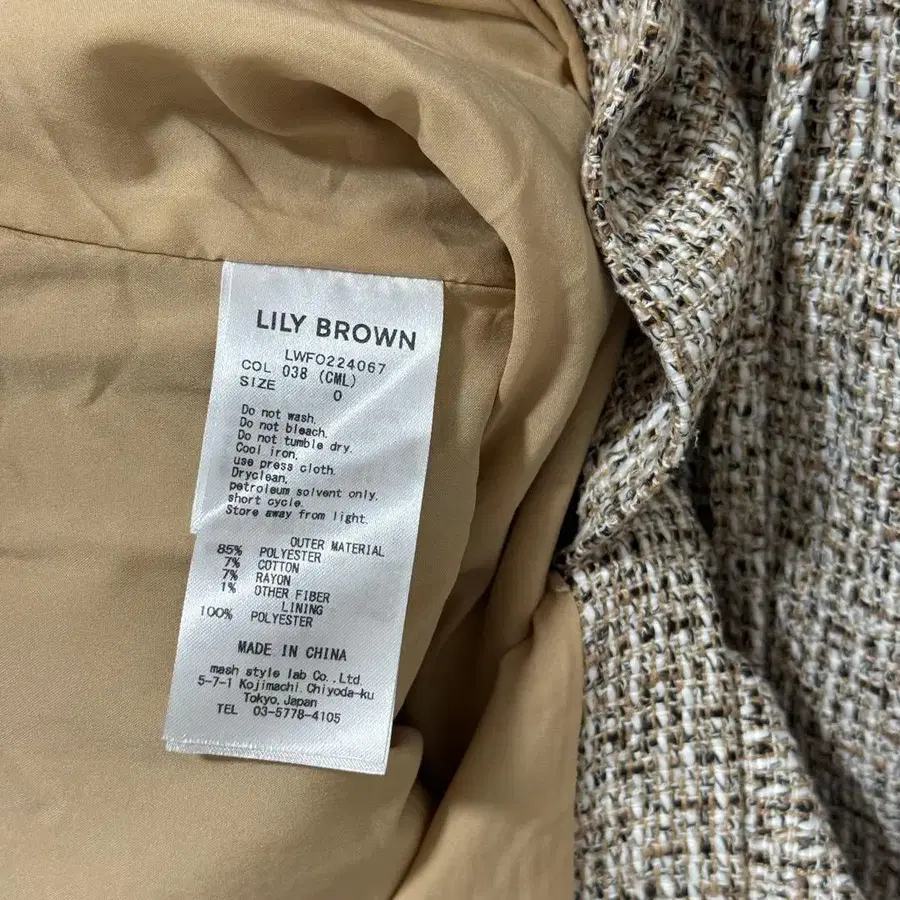 LILY BROWN
LWFO224067
COL 038 (CML)
SIZE 0
Do not wash.
Do not bleach.
Do not tumble dry.
Cool iron,
use press cloth.
Dryclean,
petroleum solvent only.
short cycle.
Store away from light.
OUTER MATERIAL
85% POLYESTER
7% COTTON
7% RAYON
1% OTHER FIBER
LINING
100% POLYESTER
MADE IN CHINA
mash style lab Co.,Ltd.
5-7-1 Kojimachi.Chiyoda-ku
Tokyo.Japan
TEL 03-5778-4105